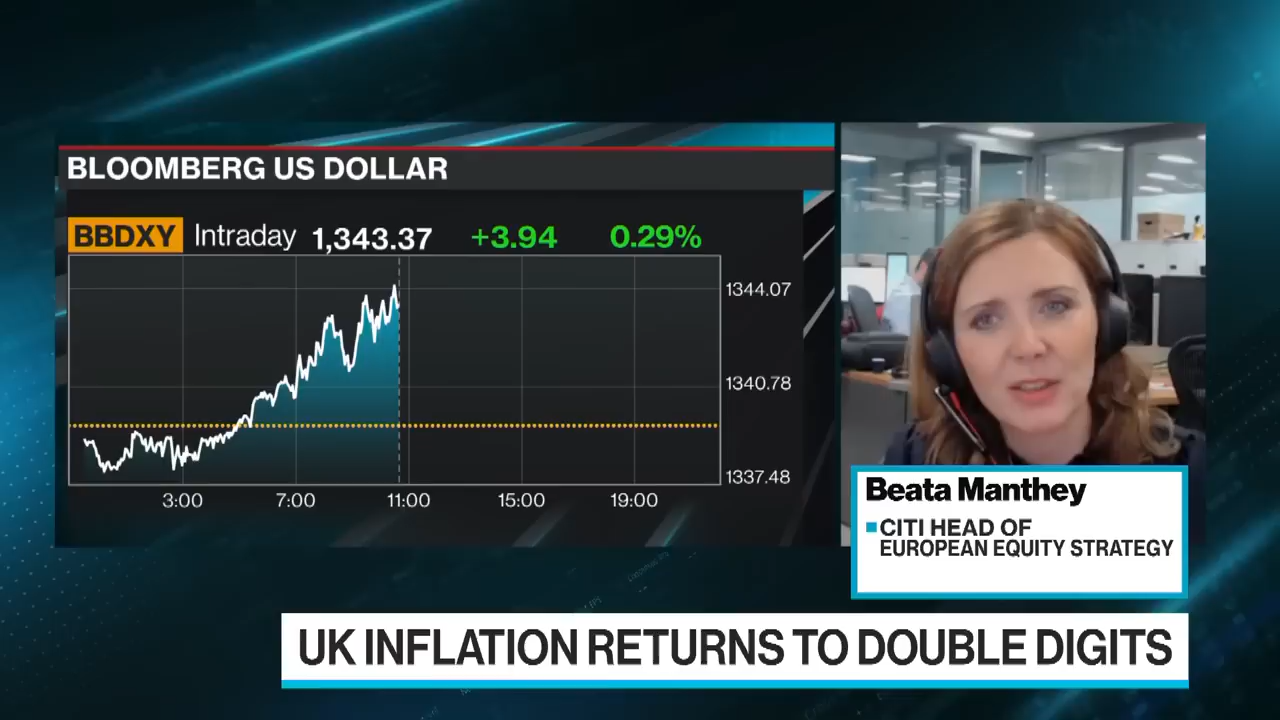 BLOOMBERG US DOLLAR
BBDXY Intraday 1,343.37 +3.94 0.29%
1344.07
1340.78
1337.48
3:00 7:00 11:00 15:00 19:00
Beata Manthey
CITI HEAD OF
EUROPEAN EQUITY STRATEGY
UK INFLATION RETURNS TO DOUBLE DIGITS